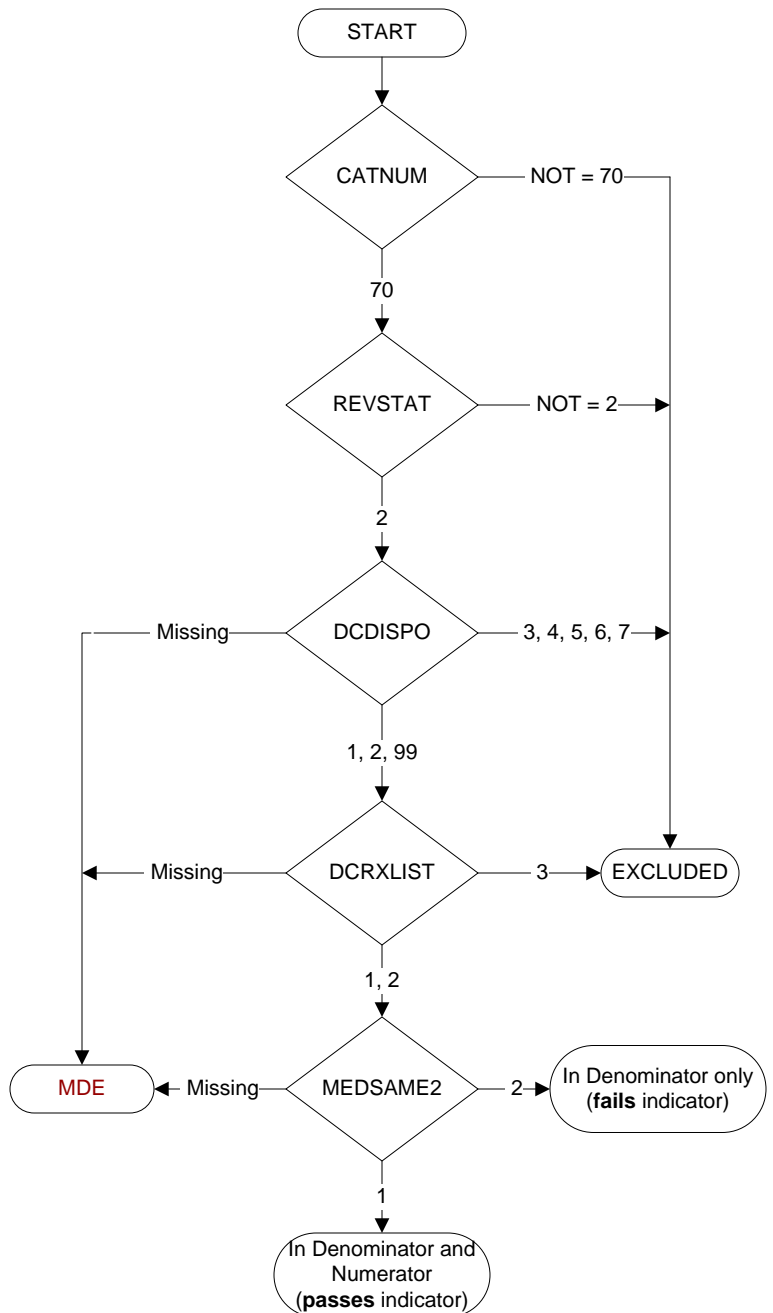 START
CATNUM
NOT = 70
70
REVSTAT
NOT = 2
2
Missing
DCDISPO
3, 4, 5, 6, 7
1, 2, 99
Missing
DCRXLIST
3
EXCLUDED
1, 2
MDE
Missing
MEDSAME2
2
In Denominator only
(fails indicator)
1
In Denominator and
Numerator
(passes indicator)